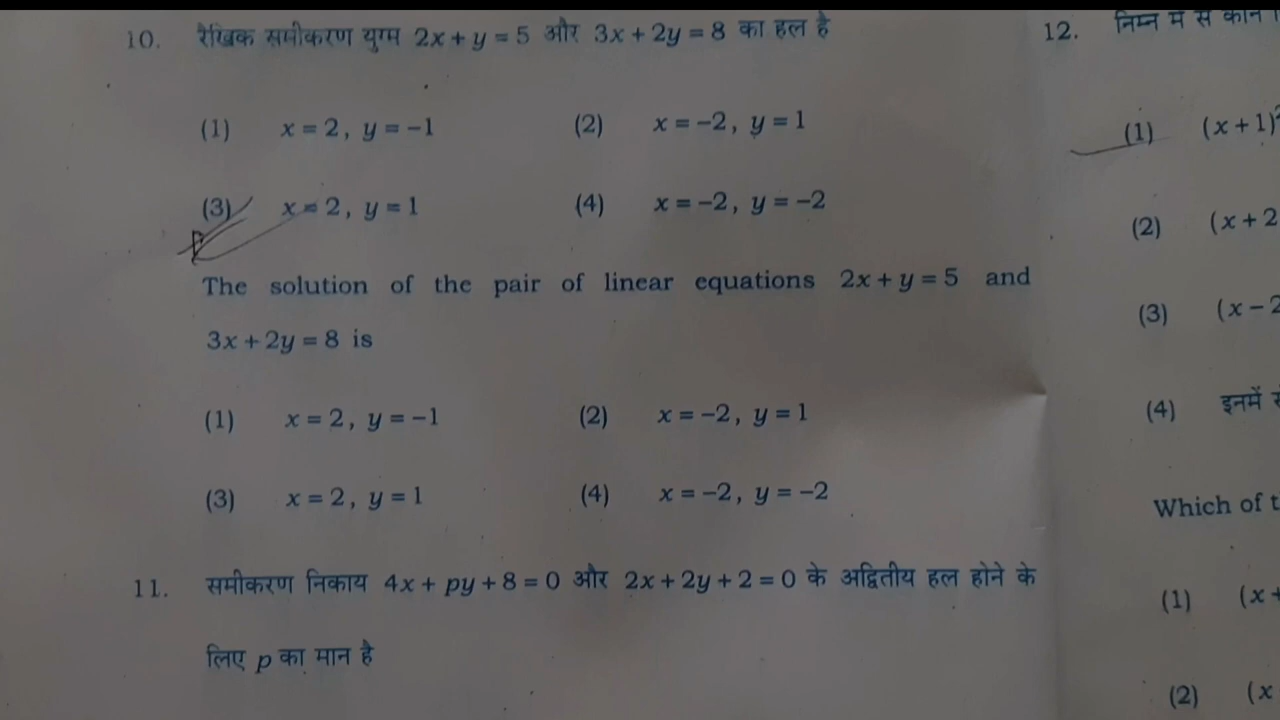 10. रैखिक समीकरण युग्म 2x + y = 5 और 3x + 2y = 8 का हल है
(1) x = 2, y = −1 (2) x = −2, y = 1
(3) x = 2, y = 1 (4) x = −2, y = −2
The solution of the pair of linear equations 2x + y = 5 and
3x + 2y = 8 is
(1) x = 2, y = −1 (2) x = −2, y = 1
(3) x = 2, y = 1 (4) x = −2, y = −2
11. समीकरण निकाय 4x + py + 8 = 0 और 2x + 2y + 2 = 0 के अद्वितीय हल होने के
लिए p का मान है
12. निम्न में से कौन
(1) (x + 1)
(2) (x + 2
(3) (x − 2
(4) इनमें
Which of
(1) (x +
(2) (x